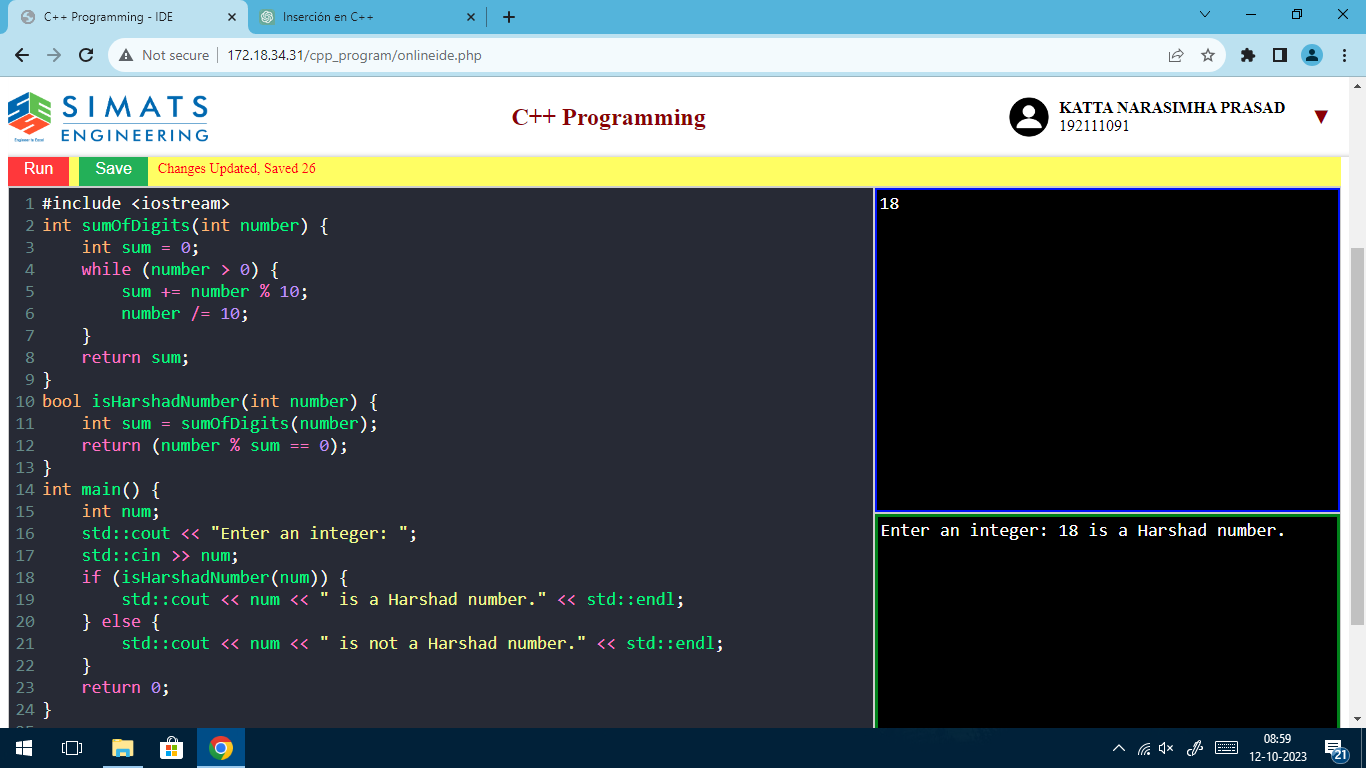 C++ Programming - IDE
Inserción en C++
Not secure
172.18.34.31/cpp_program/onlineide.php
SIMATS
ENGINEERING
Engineer to Excel
C++ Programming
KATTA NARASIMHA PRASAD
192111091
Run
Save
Changes Updated, Saved 26
1 #include <iostream>
2 int sumOfDigits(int number) {
3     int sum = 0;
4     while (number > 0) {
5         sum += number % 10;
6         number /= 10;
7     }
8     return sum;
9 }
10 bool isHarshadNumber(int number) {
11     int sum = sumOfDigits(number);
12     return (number % sum == 0);
13 }
14 int main() {
15     int num;
16     std::cout << "Enter an integer: ";
17     std::cin >> num;
18     if (isHarshadNumber(num)) {
19         std::cout << num << " is a Harshad number." << std::endl;
20     } else {
21         std::cout << num << " is not a Harshad number." << std::endl;
22     }
23     return 0;
24 }
18
Enter an integer: 18 is a Harshad number.
08:59
12-10-2023
21